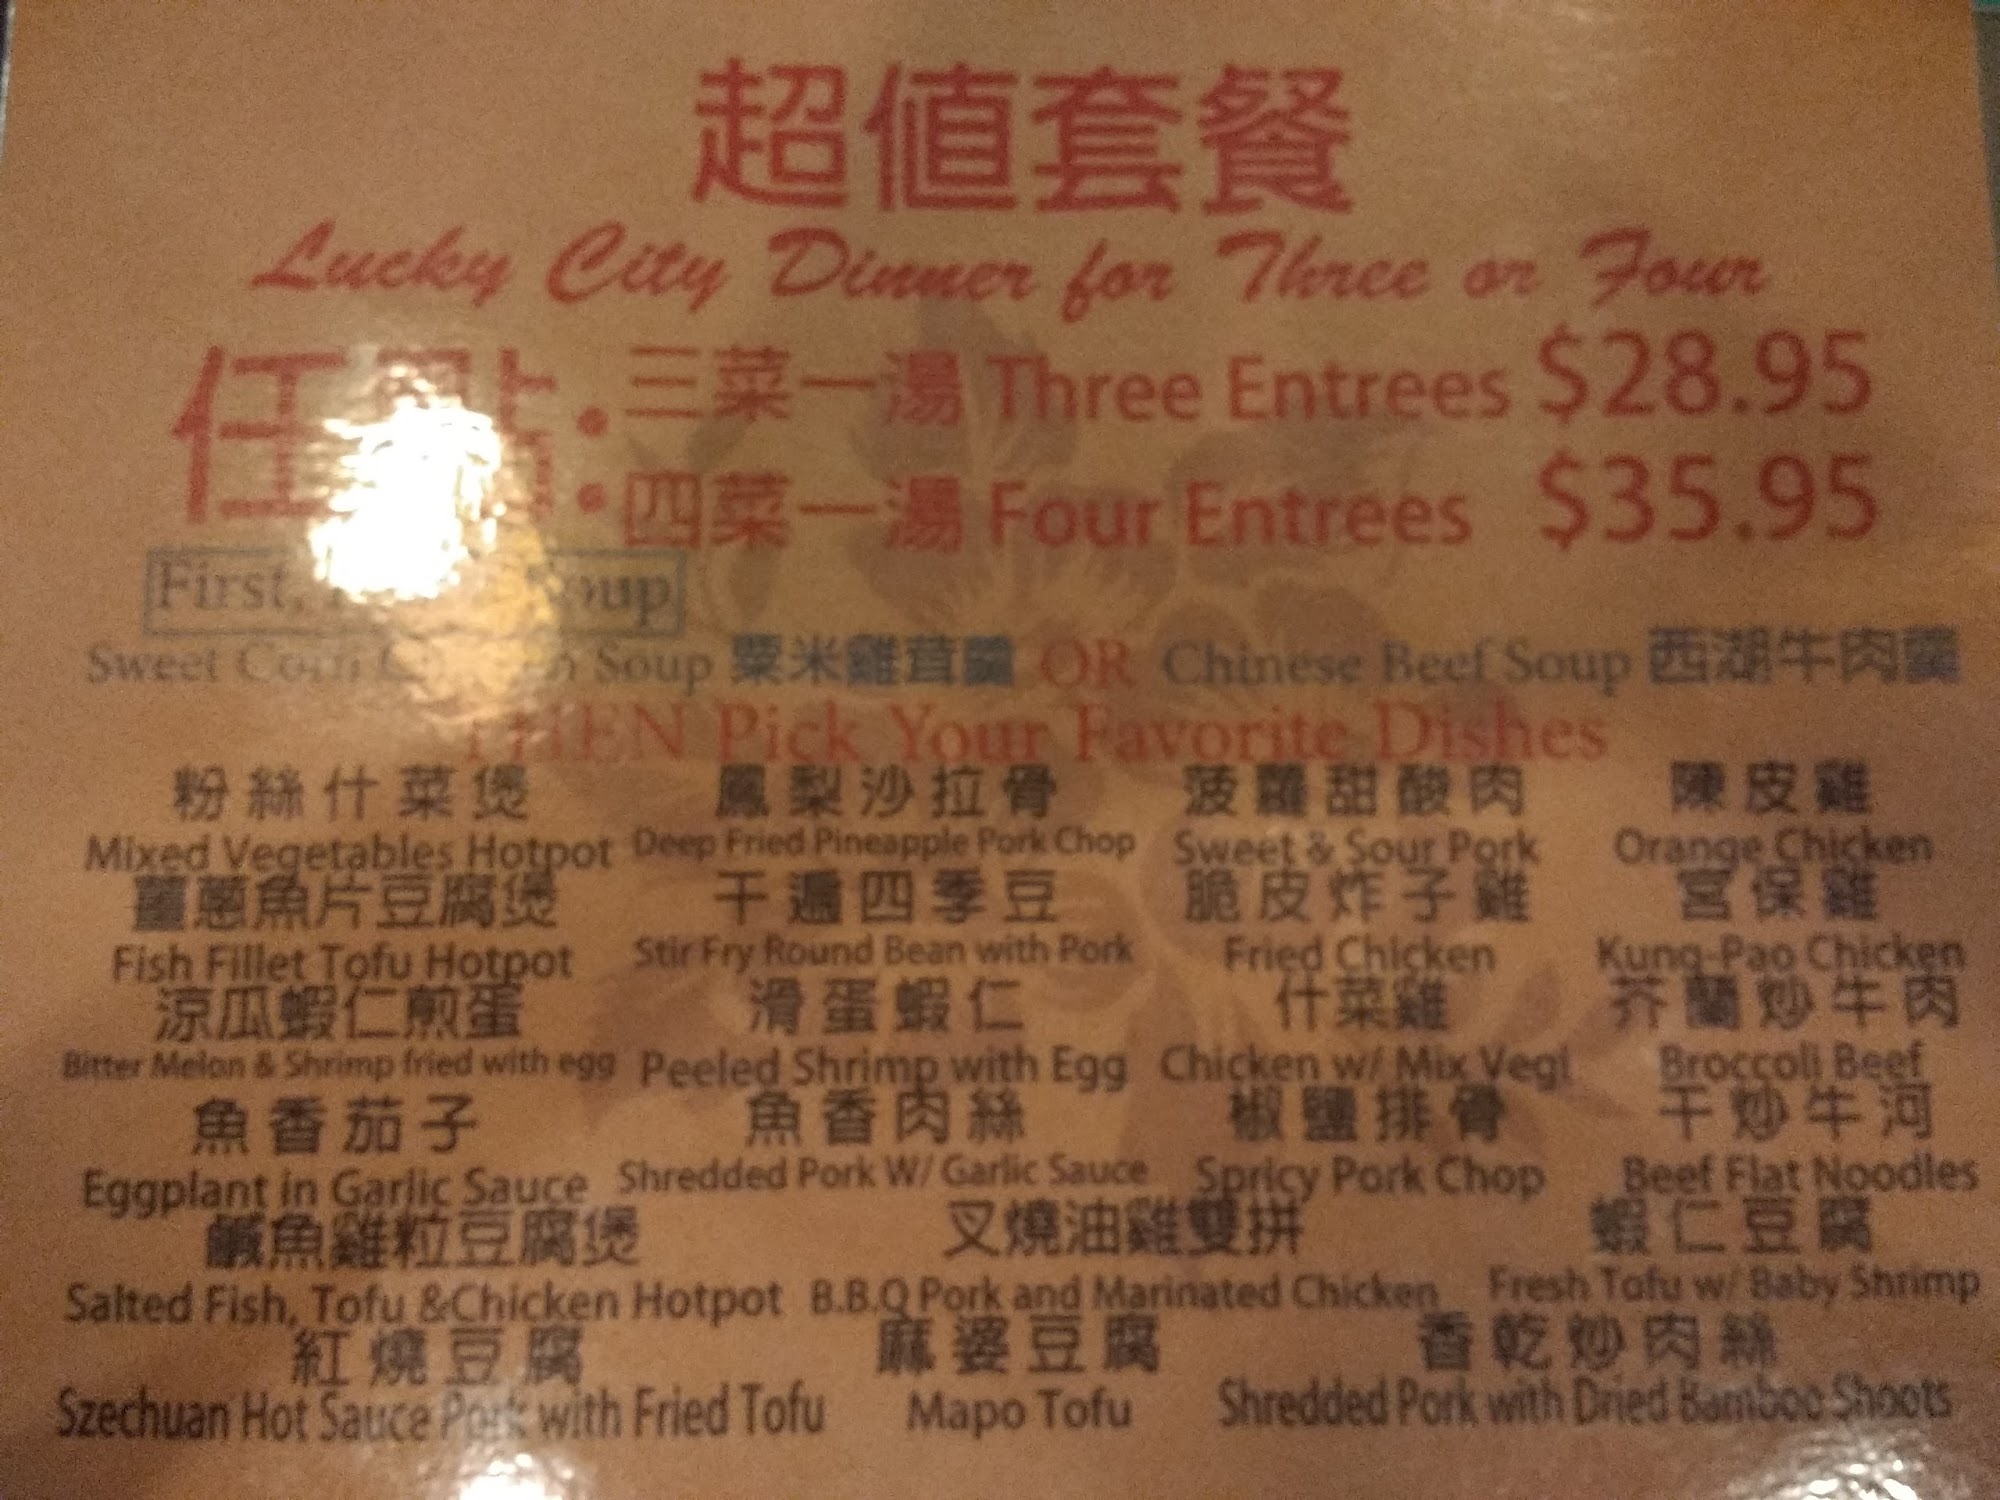 超值套餐
Lucky City Dinner for Three or Four
任點:
三菜一湯 Three Entrees $28.95
四菜一湯 Four Entrees $35.95
First, Soup
Sweet Corn Soup 粟米雞茸羹 OR Chinese Beef Soup 西湖牛肉羹
THEN Pick Your Favorite Dishes
粉絲什菜煲 鳳梨沙拉骨 菠蘿甜酸肉 陳皮雞
Mixed Vegetables Hotpot Deep Fried Pineapple Pork Chop Sweet & Sour Pork Orange Chicken
薑蔥魚片豆腐煲 干遍四季豆 脆皮炸子雞 宮保雞
Fish Fillet Tofu Hotpot Stir Fry Round Bean with Pork Fried Chicken Kung-Pao Chicken
涼瓜蝦仁煎蛋 滑蛋蝦仁 什菜雞 芥蘭炒牛肉
Bitter Melon & Shrimp fried with egg Peeled Shrimp with Egg Chicken w/ Mix Vegi Broccoli Beef
魚香茄子 魚香肉絲 椒鹽排骨 干炒牛河
Eggplant in Garlic Sauce Shredded Pork W/ Garlic Sauce Spricy Pork Chop Beef Flat Noodles
鹹魚雞粒豆腐煲 叉燒油雞雙拼 蝦仁豆腐
Salted Fish, Tofu &Chicken Hotpot B.B.Q Pork and Marinated Chicken Fresh Tofu w/ Baby Shrimp
紅燒豆腐 麻婆豆腐 香乾炒肉絲
Szechuan Hot Sauce Pork with Fried Tofu Mapo Tofu Shredded Pork with Dried Bamboo Shoots